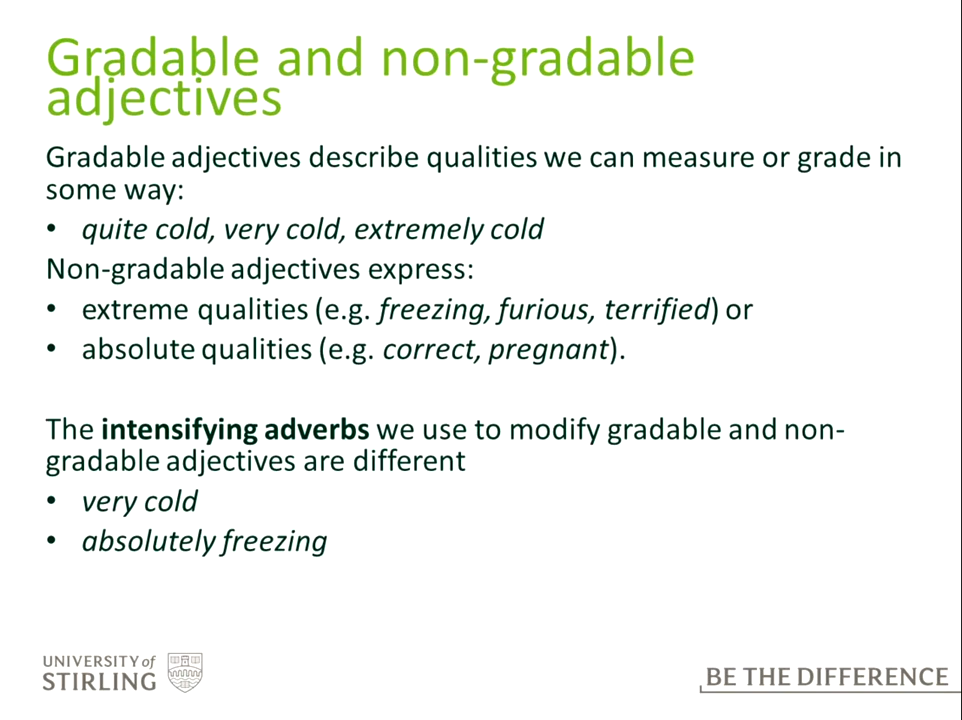 Gradable and non-gradable
adjectives
Gradable adjectives describe qualities we can measure or grade in
some way:
• quite cold, very cold, extremely cold
Non-gradable adjectives express:
• extreme qualities (e.g. freezing, furious, terrified) or
• absolute qualities (e.g. correct, pregnant).
The intensifying adverbs we use to modify gradable and non-
gradable adjectives are different
• very cold
• absolutely freezing
UNIVERSITY of
STIRLING
BE THE DIFFERENCE